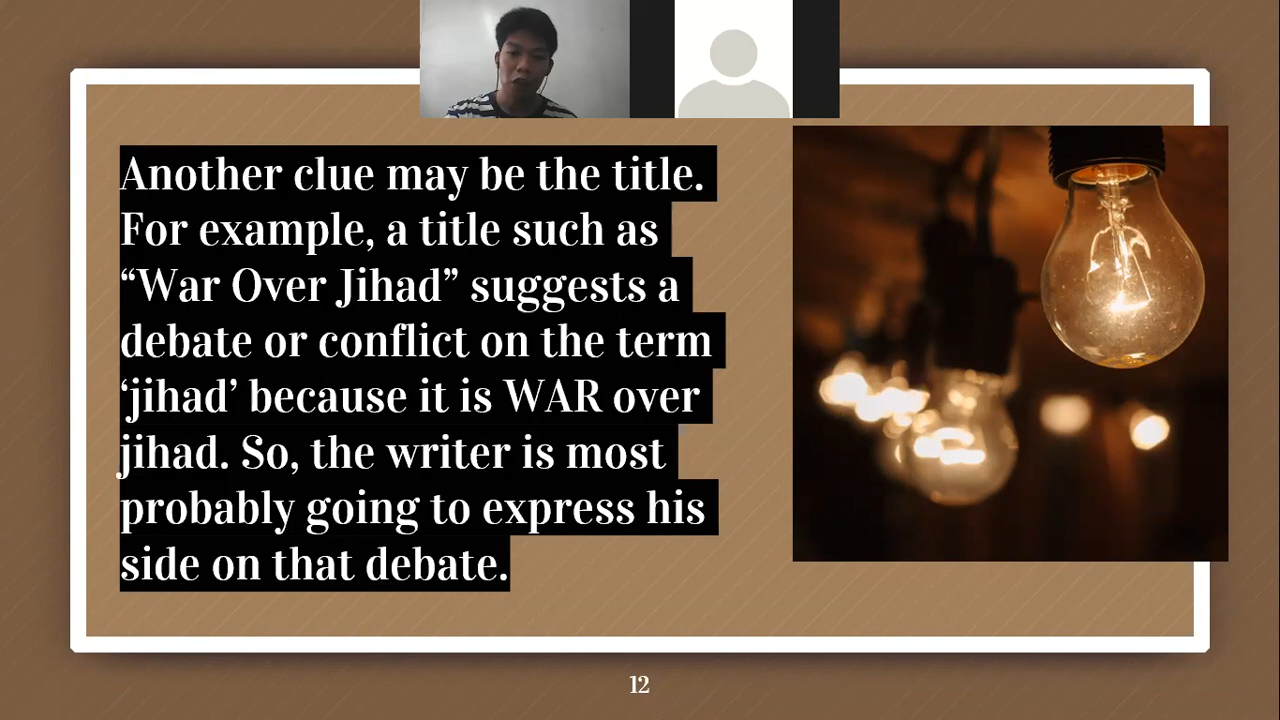 Another clue may be the title.
For example, a title such as
“War Over Jihad” suggests a
debate or conflict on the term
‘jihad’ because it is WAR over
jihad. So, the writer is most
probably going to express his
side on that debate.
12